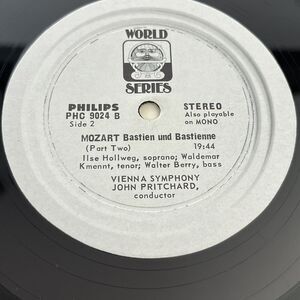 WORLD
SERIES
PHILIPS
PHC 9024 B
Side 2
STEREO
Also playable
on MONO
MOZART Bastien und Bastienne
(Part Two) 19:44
Ilse Hollweg, soprano; Waldemar
Kmennt, tenor; Walter Berry, bass
VIENNA SYMPHONY
JOHN PRITCHARD,
conductor